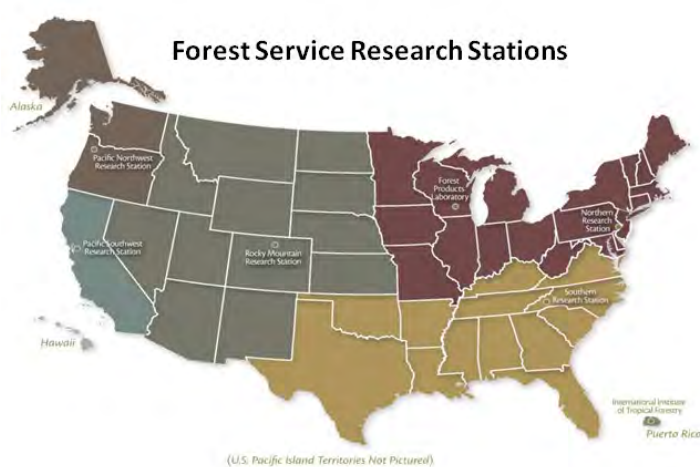 Forest Service Research Stations
Alaska
Pacific Northwest
Research Station
Forest
Products
Laboratory
Northern
Research
Station
Pacific Southwest
Research Station
Rocky Mountain
Research Station
Southern
Research Station
Hawaii
International Institute
of Tropical Forestry
Puerto Rico
(U.S. Pacific Island Territories Not Pictured)